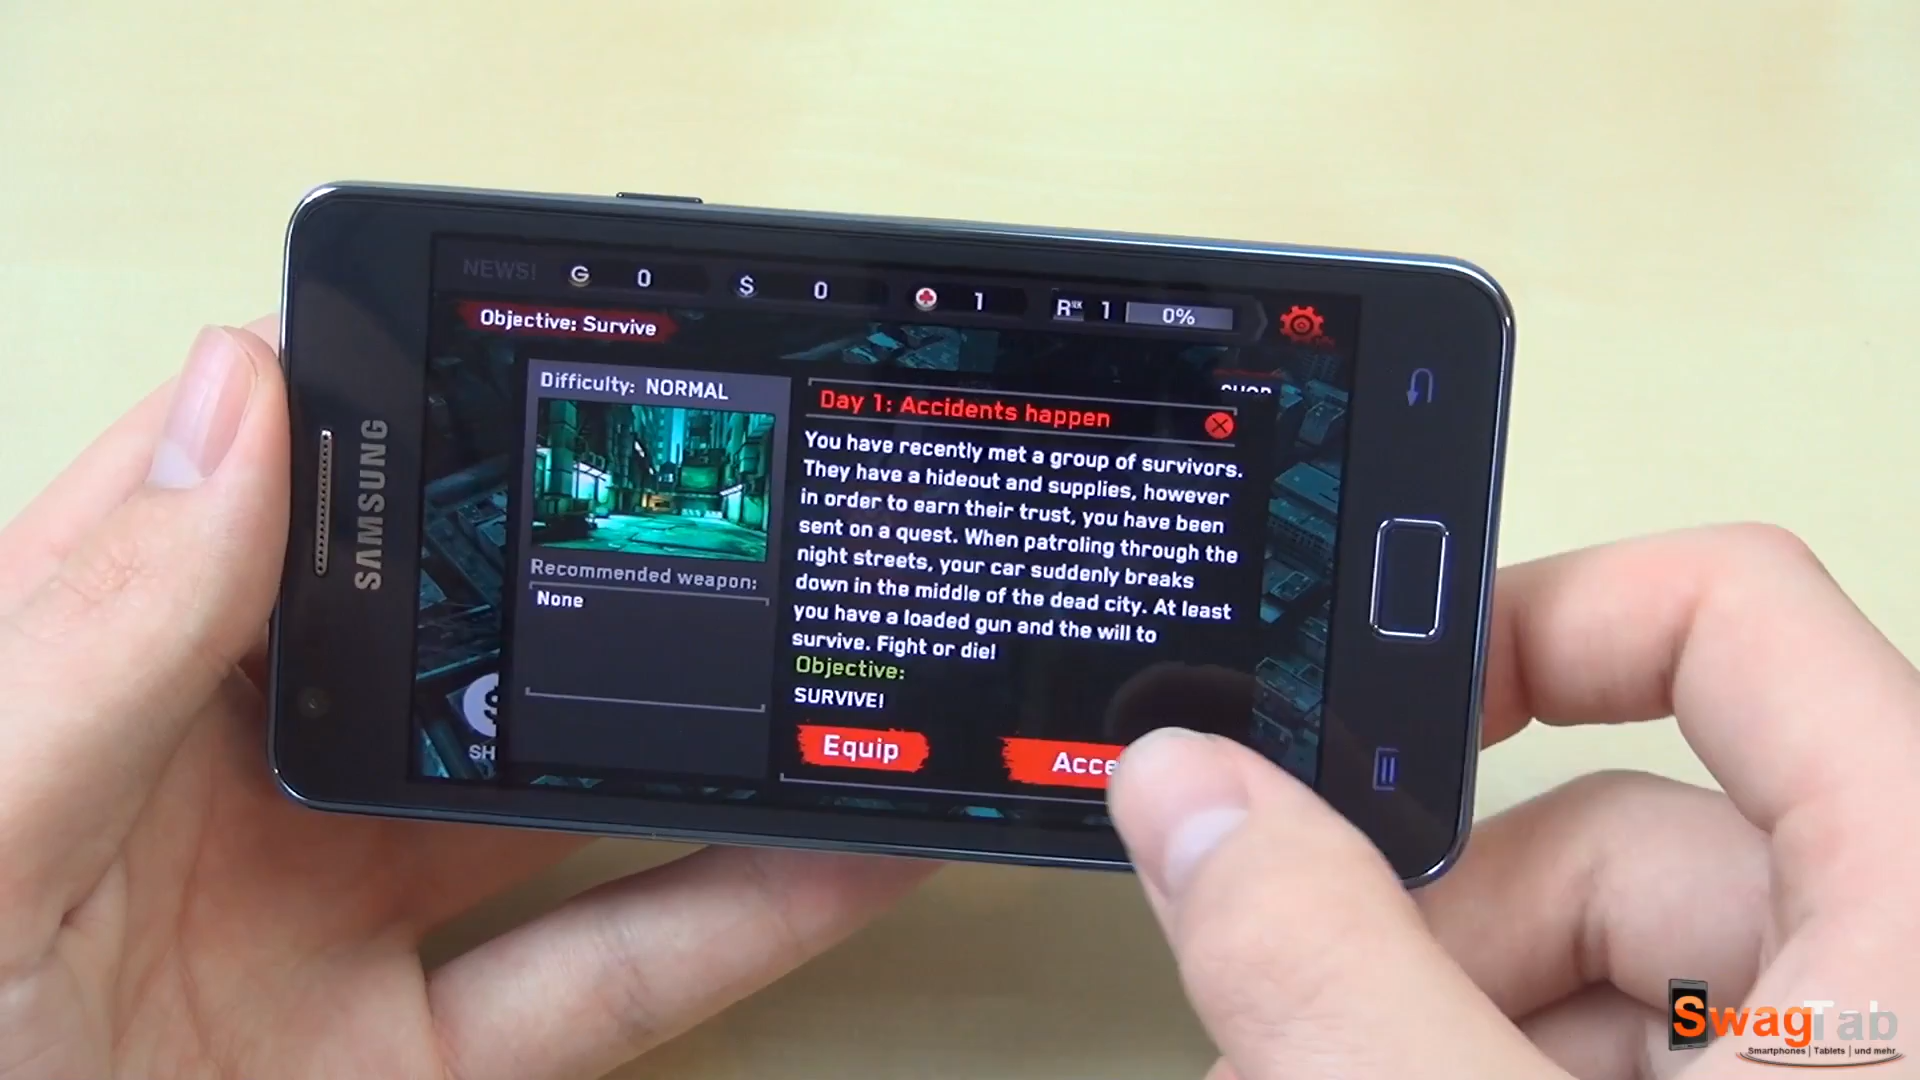 NEWS!
G 0
$ 0
1
R 1 0%
Objective: Survive
SHOP
Difficulty: NORMAL
Recommended weapon:
None
Day 1: Accidents happen
You have recently met a group of survivors.
They have a hideout and supplies, however
in order to earn their trust, you have been
sent on a quest. When patroling through the
night streets, your car suddenly breaks
down in the middle of the dead city. At least
you have a loaded gun and the will to
survive. Fight or die!
Objective:
SURVIVE!
Equip
Acce
$
SH
SAMSUNG
SwagTab
Smartphones | Tablets | und mehr